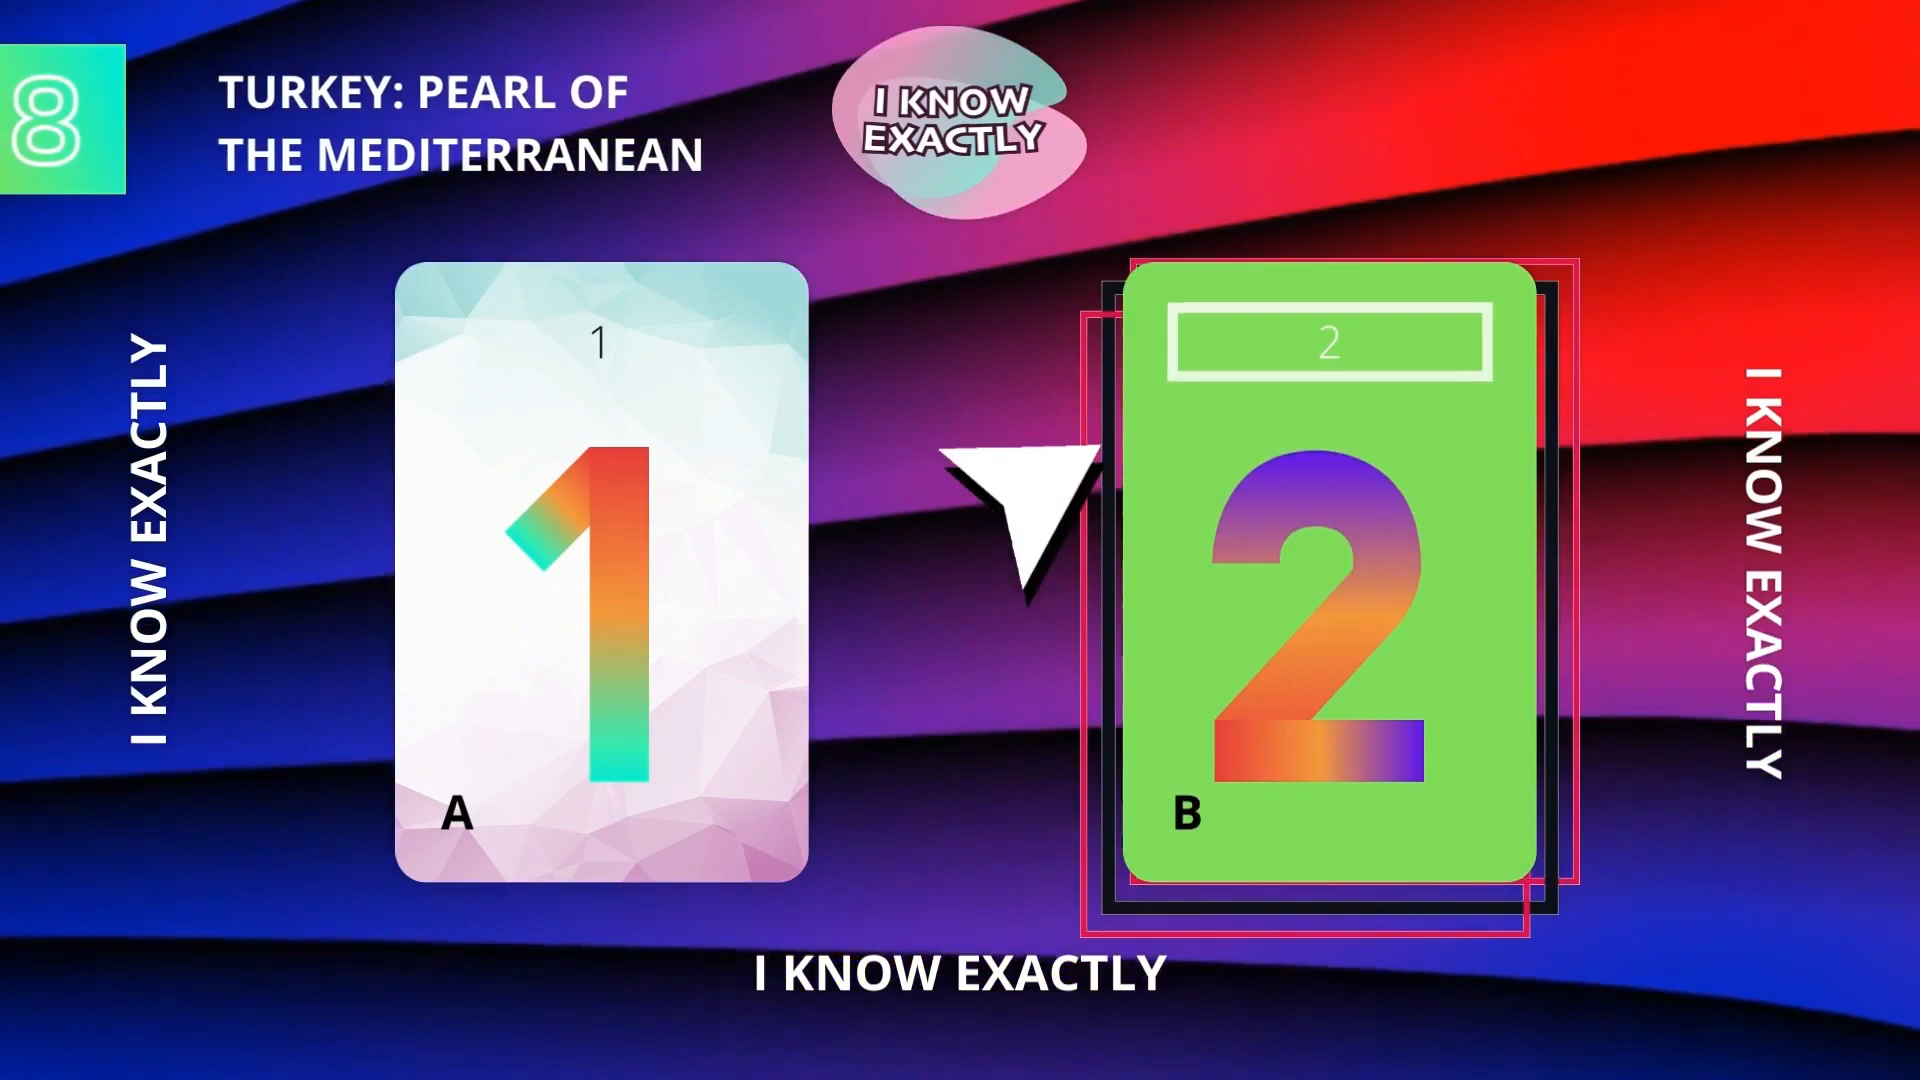 8
TURKEY: PEARL OF
THE MEDITERRANEAN
I KNOW
EXACTLY
I KNOW EXACTLY
1
1
A
2
2
B
I KNOW EXACTLY
I KNOW EXACTLY